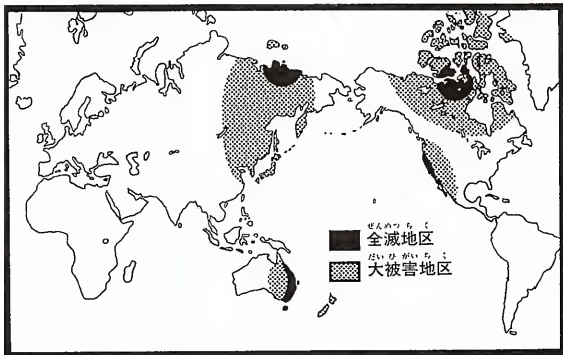 ぜんめつちく
全滅地区
だいひがいちく
大被害地区